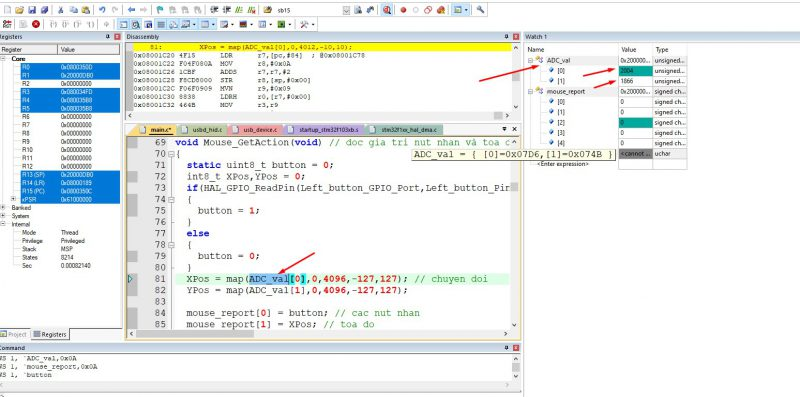 sb15
Registers
Register Value
Core
R0 0x0800350D
R1 0x20000DB0
R2 0x00000000
R3 0x080034FD
R4 0x080035B8
R5 0x080035B8
R6 0x00000000
R7 0x00000000
R8 0x00000000
R9 0x00000000
R10 0x00000000
R11 0x00000000
R12 0x00000000
R13 (SP) 0x20000DB0
R14 (LR) 0x08000189
R15 (PC) 0x0800350C
xPSR 0x61000000
Banked
System
Internal
Mode Thread
Privilege Privileged
Stack MSP
States 8214
Sec 0.00082140
Project Registers
Disassembly
81: XPos = map(ADC_val[0],0,4012,-10,10);
0x08001C20 4F15 LDR r7,[pc,#84] ; @0x08001C78
0x08001C22 F04F080A MOV r8,#0x0A
0x08001C26 1CBF ADDS r7,r7,#2
0x08001C28 F8CD8000 STR r8,[sp,#0x00]
0x08001C2C F06F0909 MVN r9,#0x09
0x08001C30 8838 LDRH r0,[r7,#0x00]
0x08001C32 464B MOV r3,r9
main.c* usbd_hid.c usb_device.c startup_stm32f103xb.s stm32f1xx_hal_dma.c
69 void Mouse_GetAction(void) // doc gia tri nut nhan và toa c
70 {
71 static uint8_t button = 0;
72 int8_t XPos,YPos = 0;
73 if(HAL_GPIO_ReadPin(Left_button_GPIO_Port,Left_button_Pin
74 {
75 button = 1;
76 }
77 else
78 {
79 button = 0;
80 }
81 XPos = map(ADC_val[0],0,4096,-127,127); // chuyen doi
82 YPos = map(ADC_val[1],0,4096,-127,127);
83
84 mouse_report[0] = button; // cac nut nhan
85 mouse_report[1] = XPos; // toa do
ADC_val = { [0]=0x07D6,[1]=0x074B }
Watch 1
Name Value Type
ADC_val 0x200000... unsigned...
[0] 2004 unsigned...
[1] 1866 unsigned...
mouse_report 0x200000... signed ch...
[0] 0 signed ch...
[1] 0 signed ch...
[2] 0 signed ch...
[3] 0 signed ch...
[4] 0 signed ch...
<cannot ... uchar
<Enter expression>
Command
WS 1, `ADC_val,0x0A
WS 1, `mouse_report,0x0A
WS 1, `button